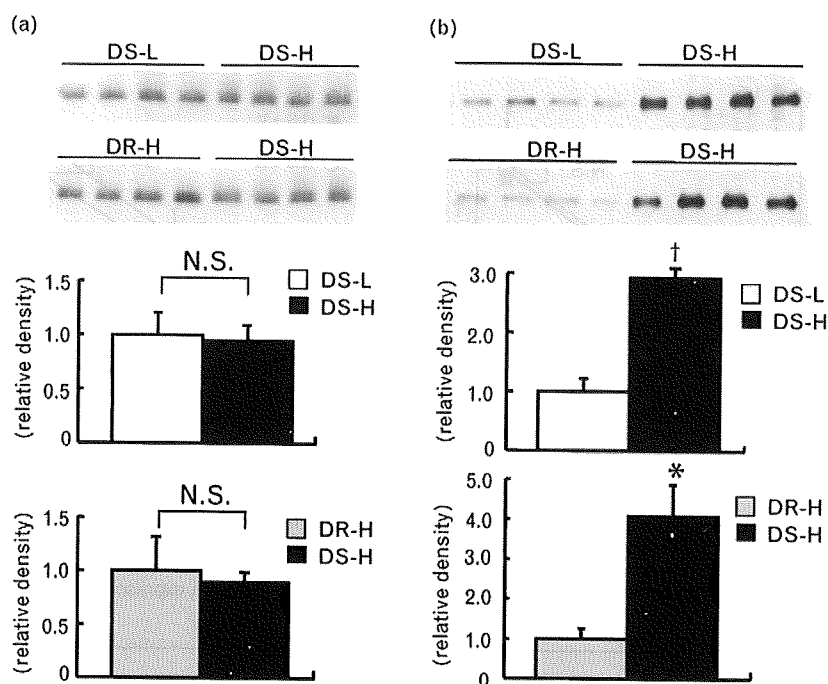 (a)
DS-L DS-H
DR-H DS-H
(relative density)
1.5
1.0
0.5
0
N.S.
DS-L
DS-H
(relative density)
1.5
1.0
0.5
0
N.S.
DR-H
DS-H
(b)
DS-L DS-H
DR-H DS-H
(relative density)
3.0
2.0
1.0
0
†
DS-L
DS-H
(relative density)
5.0
4.0
2.0
1.0
0
*
DR-H
DS-H